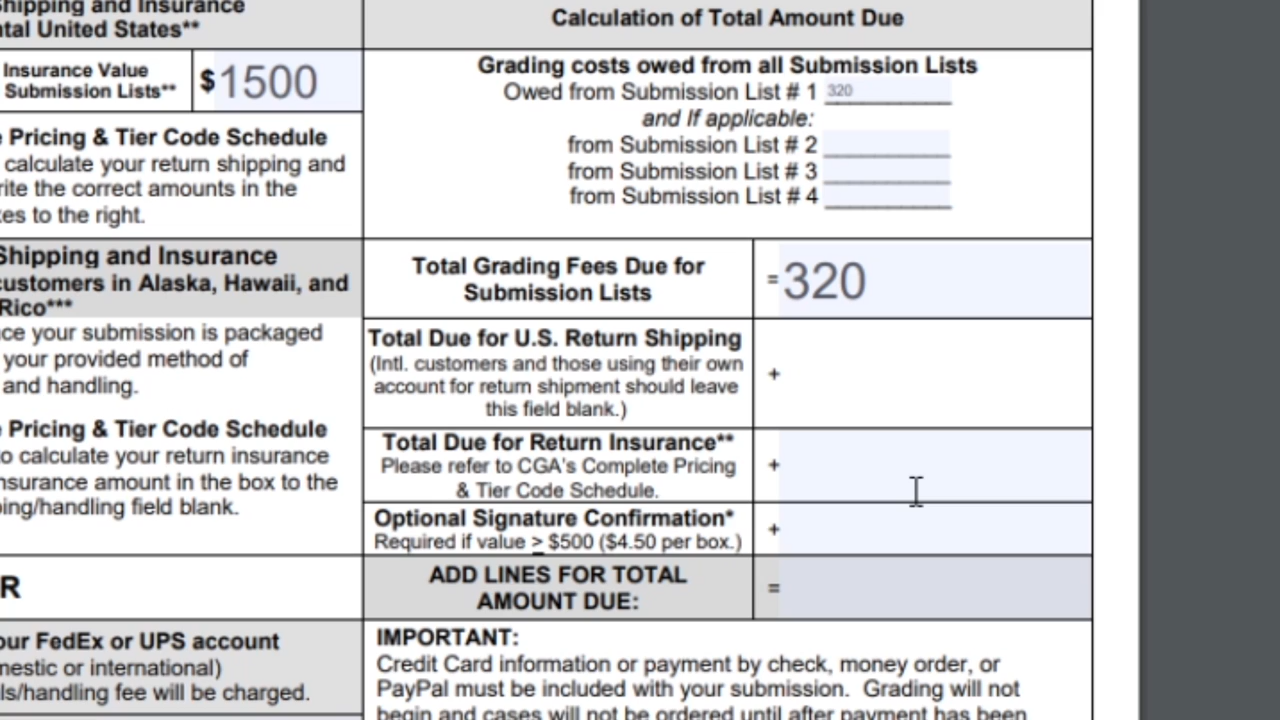 Shipping and Insurance
ntal United States**
Insurance Value
Submission Lists**
$1500
e Pricing & Tier Code Schedule
calculate your return shipping and
rite the correct amounts in the
xes to the right.
Shipping and Insurance
customers in Alaska, Hawaii, and
Rico***
nce your submission is packaged
your provided method of
and handling.
e Pricing & Tier Code Schedule
to calculate your return insurance
insurance amount in the box to the
ping/handling field blank.
R
our FedEx or UPS account
mestic or international)
ls/handling fee will be charged.
Calculation of Total Amount Due
Grading costs owed from all Submission Lists
Owed from Submission List # 1 320
and If applicable:
from Submission List # 2
from Submission List # 3
from Submission List # 4
Total Grading Fees Due for
Submission Lists
=320
Total Due for U.S. Return Shipping
(Intl. customers and those using their own
account for return shipment should leave
this field blank.)
+
Total Due for Return Insurance**
Please refer to CGA's Complete Pricing
& Tier Code Schedule.
+
Optional Signature Confirmation*
Required if value > $500 ($4.50 per box.)
+
ADD LINES FOR TOTAL
AMOUNT DUE:
=
IMPORTANT:
Credit Card information or payment by check, money order, or
PayPal must be included with your submission. Grading will not
begin and cases will not be ordered until after payment has been